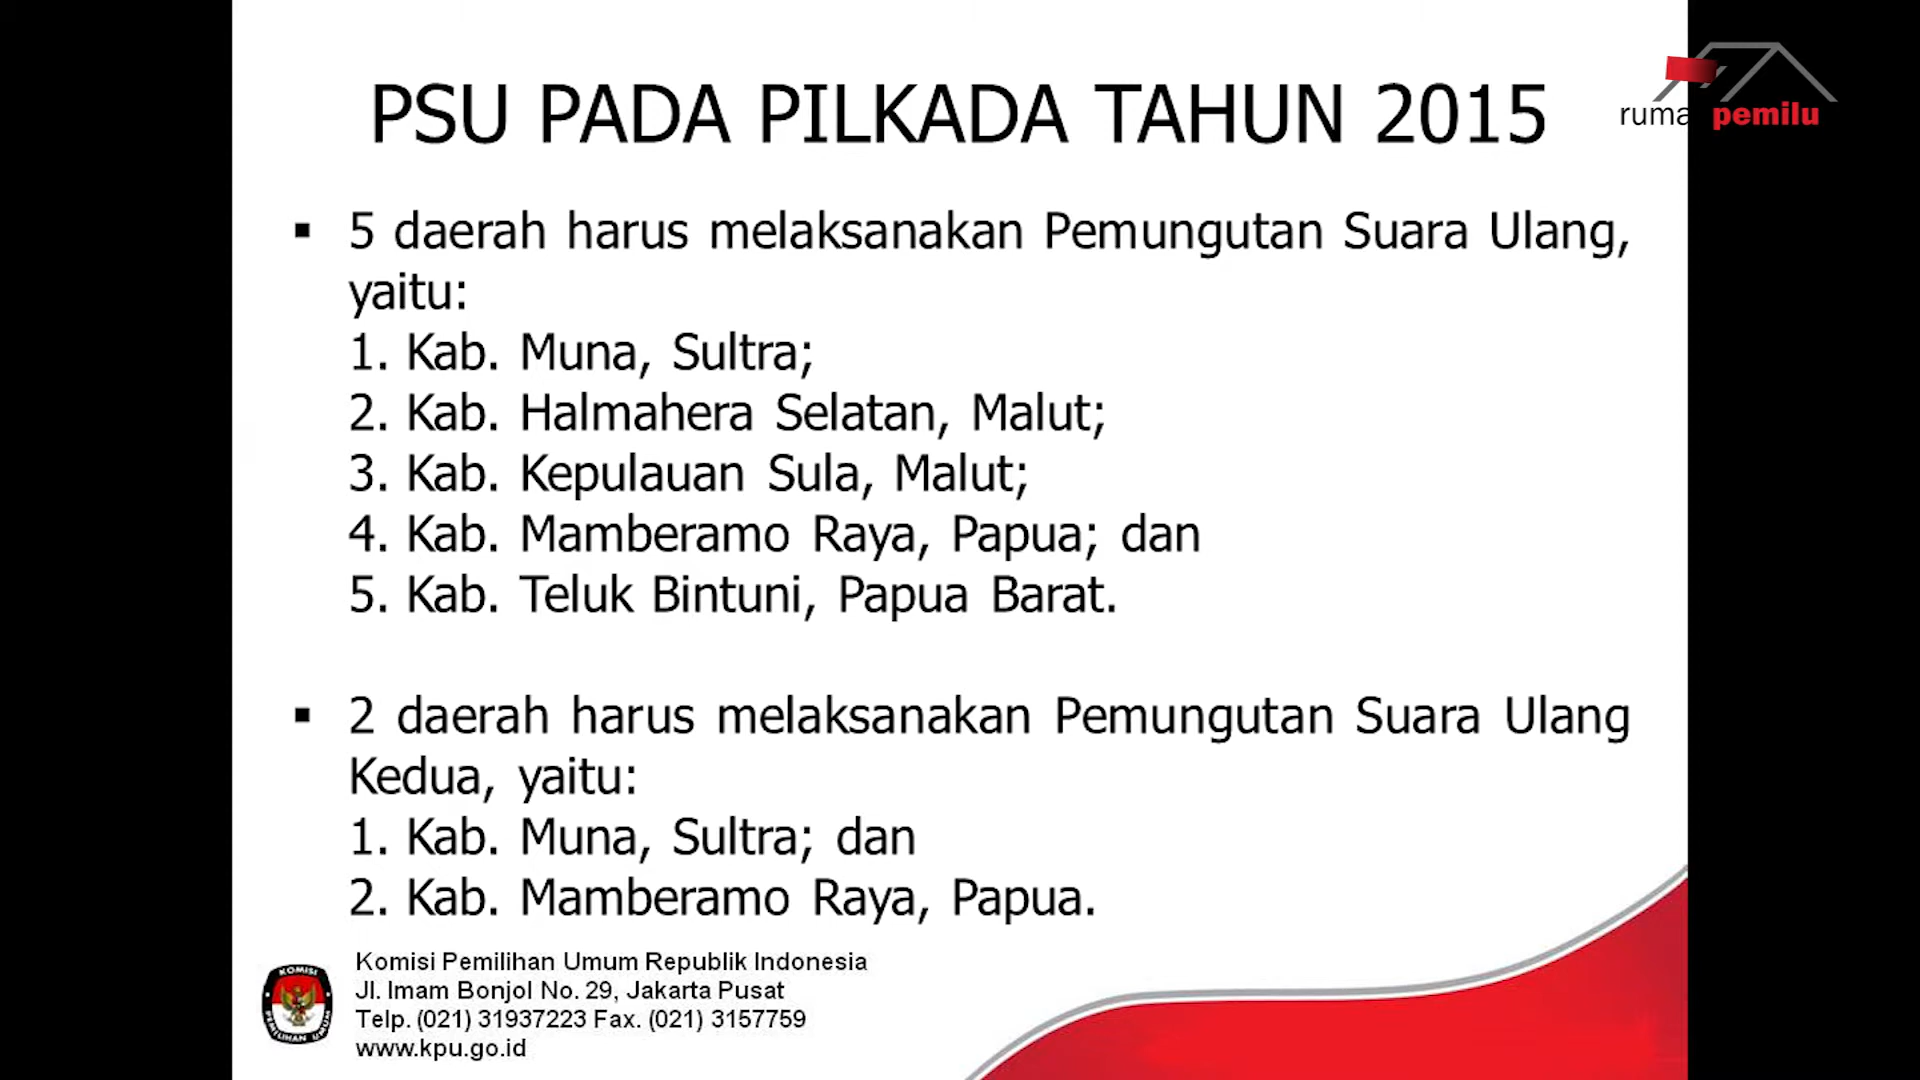 PSU PADA PILKADA TAHUN 2015
ruma pemilu
▪ 5 daerah harus melaksanakan Pemungutan Suara Ulang,
yaitu:
1. Kab. Muna, Sultra;
2. Kab. Halmahera Selatan, Malut;
3. Kab. Kepulauan Sula, Malut;
4. Kab. Mamberamo Raya, Papua; dan
5. Kab. Teluk Bintuni, Papua Barat.
▪ 2 daerah harus melaksanakan Pemungutan Suara Ulang
Kedua, yaitu:
1. Kab. Muna, Sultra; dan
2. Kab. Mamberamo Raya, Papua.
KOMISI
PEMILIHAN UMUM
Komisi Pemilihan Umum Republik Indonesia
Jl. Imam Bonjol No. 29, Jakarta Pusat
Telp. (021) 31937223 Fax. (021) 3157759
www.kpu.go.id